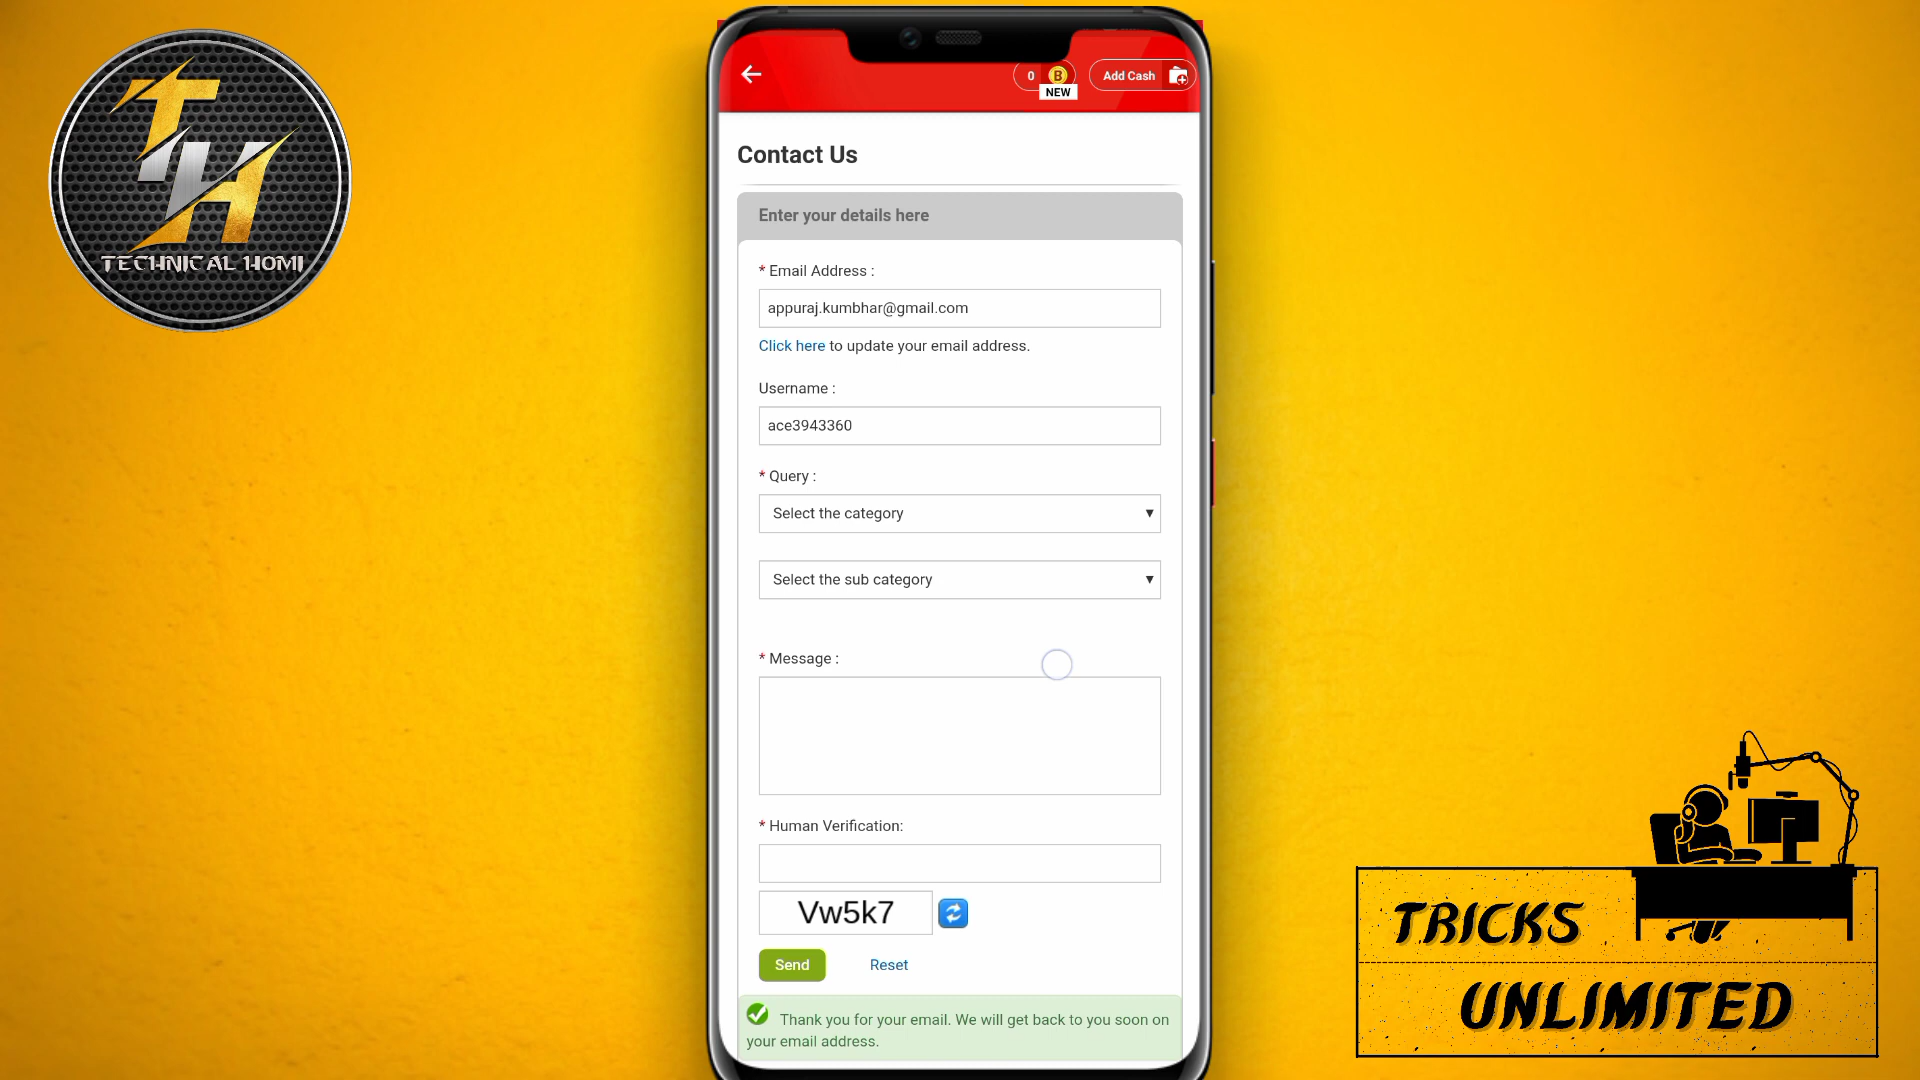 TECHNICAL HOMI
0
B
NEW
Add Cash
Contact Us
Enter your details here
* Email Address :
appuraj.kumbhar@gmail.com
Click here to update your email address.
Username :
ace3943360
* Query :
Select the category
Select the sub category
* Message :
* Human Verification:
Vw5k7
Send Reset
Thank you for your email. We will get back to you soon on
your email address.
TRICKS
UNLIMITED